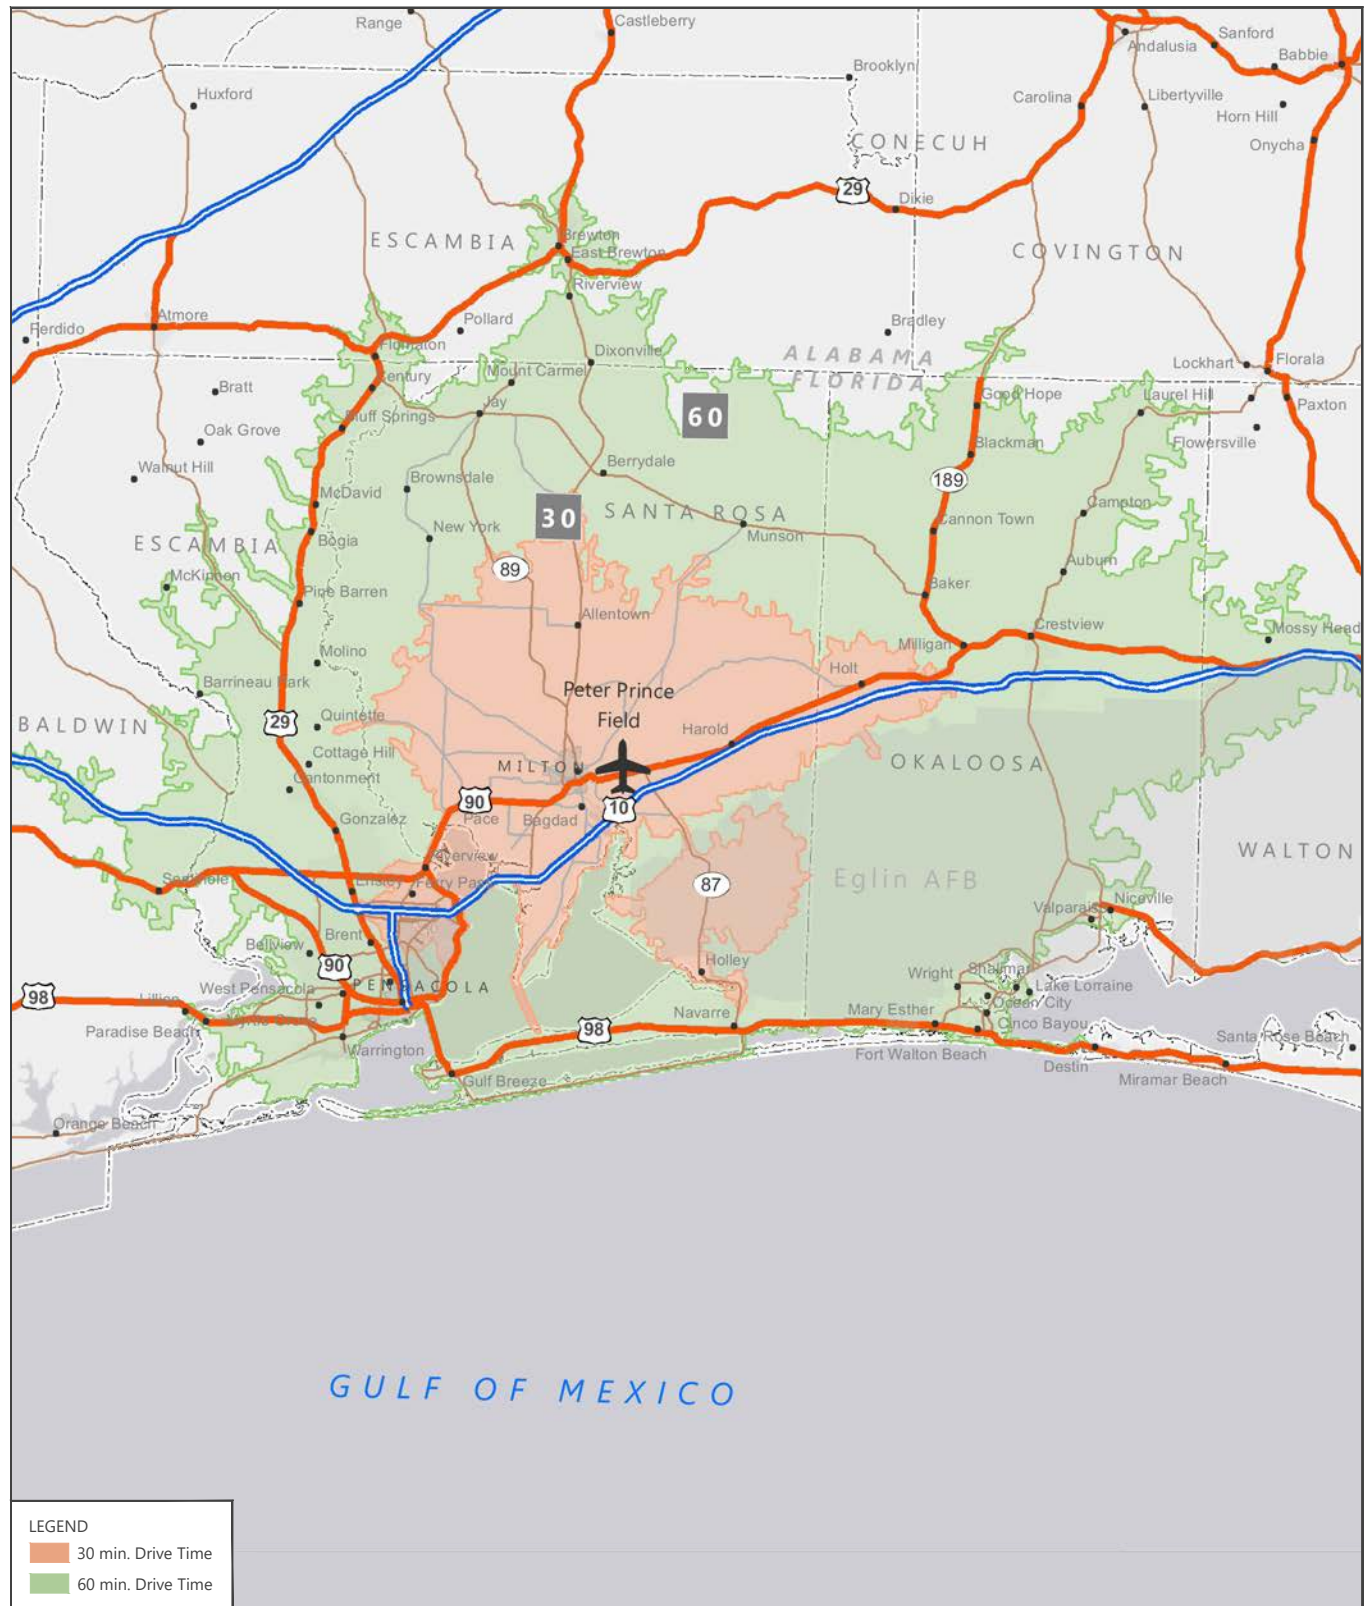 Range
Castleberry
Andalusia
Sanford
Babbie
Brooklyn
Huxford
Carolina
Libertyville
Horn Hill
Onycha
CONECUH
29
Dixie
ESCAMBIA
Brewton
East Brewton
COVINGTON
Riverview
Atmore
Perdido
Pollard
Bradley
Flomaton
Dixonville
ALABAMA
FLORIDA
Lockhart
Florala
Century
Mount Carmel
Bratt
Jay
60
Good Hope
Laurel Hill
Paxton
Bluff Springs
Oak Grove
Blackman
Flowersville
Walnut Hill
Berrydale
Brownsdale
189
McDavid
30
SANTA ROSA
Campton
New York
Cannon Town
Munson
Bogia
ESCAMBIA
89
Auburn
McKinnon
Pine Barren
Baker
Allentown
Crestview
Mossy Head
Molino
Milligan
Holt
Barrineau Park
Peter Prince
Field
BALDWIN
29
Quintette
Harold
Cottage Hill
MILTON
OKALOOSA
Cantonment
90
10
Gonzalez
Pace
Bagdad
WALTON
Riverview
Seminole
Ensley
Ferry Pass
87
Eglin AFB
Niceville
Valparaiso
Brent
Bellview
90
Holley
Wright
Shalimar
West Pensacola
PENSACOLA
Lake Lorraine
98
Lillian
Ocean City
Mary Esther
Navarre
Myrtle Grove
98
Cinco Bayou
Paradise Beach
Santa Rosa Beach
Warrington
Fort Walton Beach
Destin
Gulf Breeze
Miramar Beach
Orange Beach
GULF OF MEXICO
LEGEND
30 min. Drive Time
60 min. Drive Time